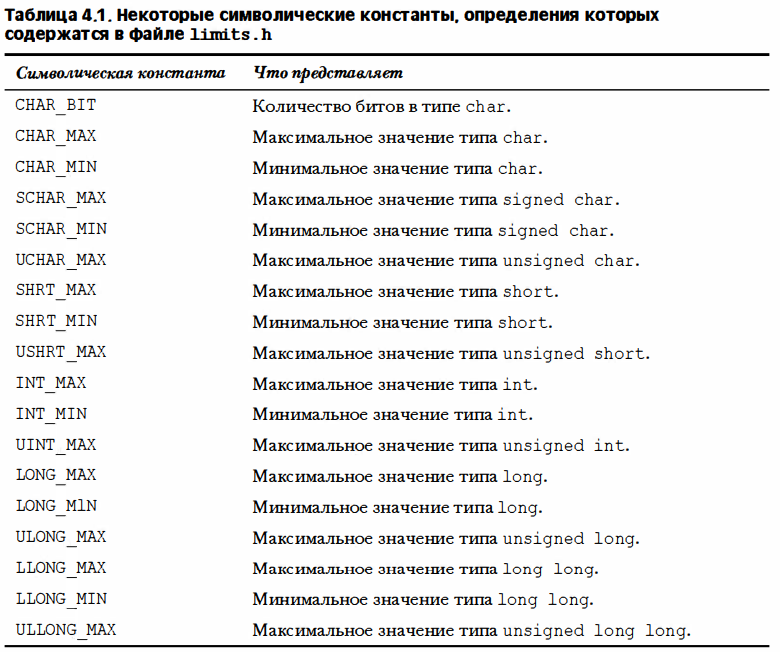 Таблица 4.1. Некоторые символические константы, определения которых
содержатся в файле limits.h
Символическая константа Что представляет
CHAR_BIT Количество битов в типе char.
CHAR_MAX Максимальное значение типа char.
CHAR_MIN Минимальное значение типа char.
SCHAR_MAX Максимальное значение типа signed char.
SCHAR_MIN Минимальное значение типа signed char.
UCHAR_MAX Максимальное значение типа unsigned char.
SHRT_MAX Максимальное значение типа short.
SHRT_MIN Минимальное значение типа short.
USHRT_MAX Максимальное значение типа unsigned short.
INT_MAX Максимальное значение типа int.
INT_MIN Минимальное значение типа int.
UINT_MAX Максимальное значение типа unsigned int.
LONG_MAX Максимальное значение типа long.
LONG_MlN Минимальное значение типа long.
ULONG_MAX Максимальное значение типа unsigned long.
LLONG_MAX Максимальное значение типа long long.
LLONG_MIN Минимальное значение типа long long.
ULLONG_MAX Максимальное значение типа unsigned long long.